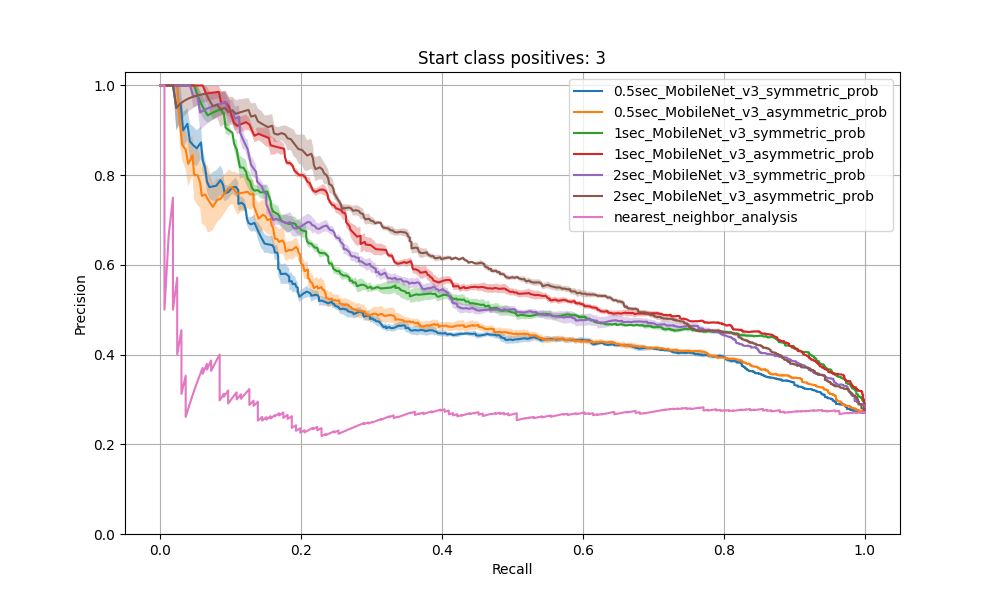 Start class positives: 3
1.0
0.8
0.6
0.4
0.2
0.0
Precision
0.5sec_MobileNet_v3_symmetric_prob
0.5sec_MobileNet_v3_asymmetric_prob
1sec_MobileNet_v3_symmetric_prob
1sec_MobileNet_v3_asymmetric_prob
2sec_MobileNet_v3_symmetric_prob
2sec_MobileNet_v3_asymmetric_prob
nearest_neighbor_analysis
0.0 0.2 0.4 0.6 0.8 1.0
Recall